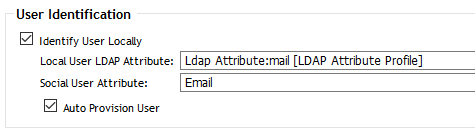 User Identification
Identify User Locally
Local User LDAP Attribute: Ldap Attribute:mail [LDAP Attribute Profile]
Social User Attribute: Email
Auto Provision User